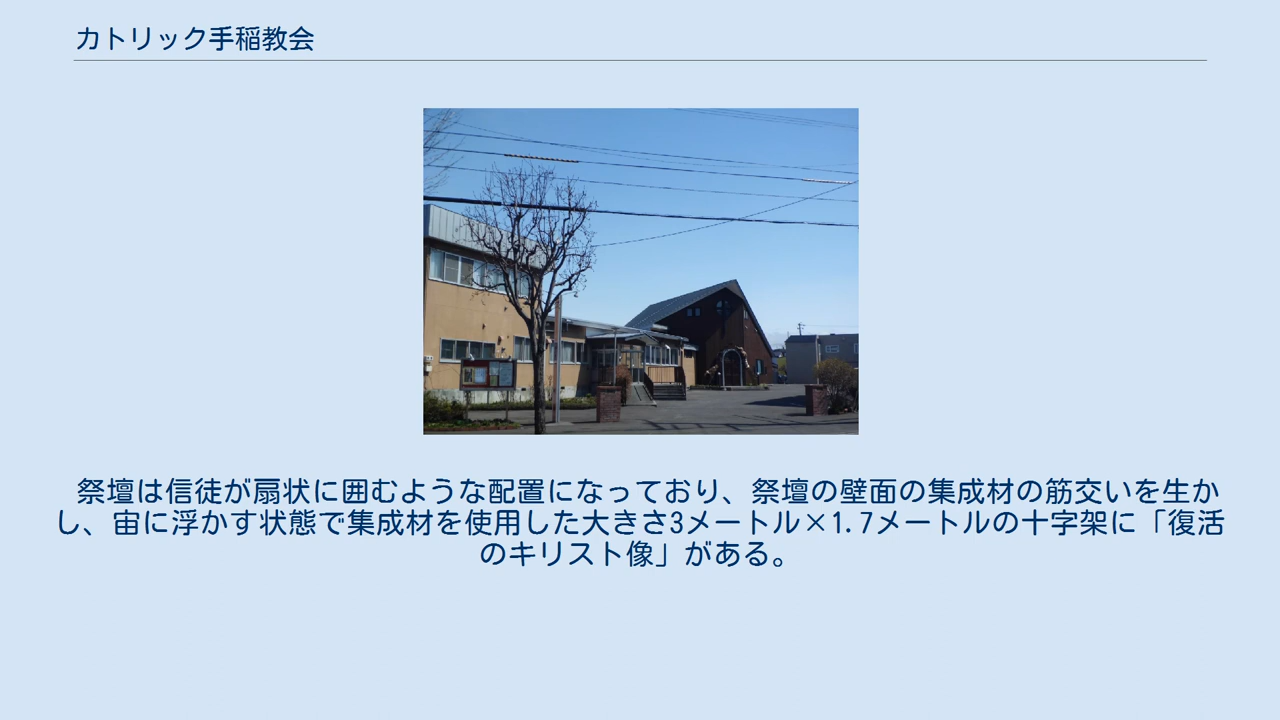 カトリック手稲教会
祭壇は信徒が扇状に囲むような配置になっており、祭壇の壁面の集成材の筋交いを生か
し、宙に浮かす状態で集成材を使用した大きさ3メートル×1.7メートルの十字架に「復活
のキリスト像」がある。